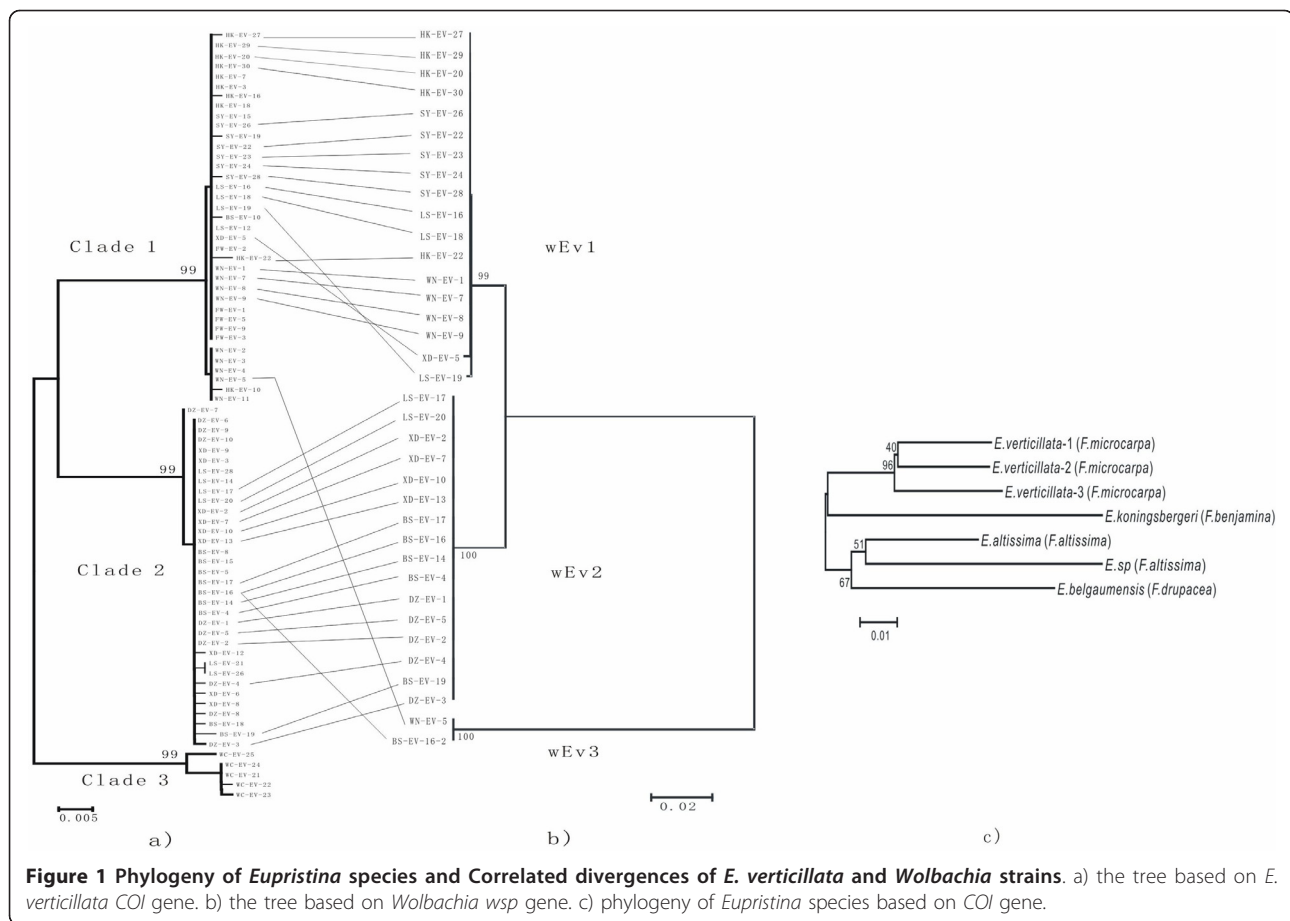 HK-EV-27
HK-EV-29
HK-EV-20
HK-EV-30
HK-EV-7
HK-EV-3
HK-EV-16
HK-EV-18
SY-EV-15
SY-EV-26
SY-EV-19
SY-EV-22
SY-EV-23
SY-EV-24
SY-EV-28
LS-EV-16
LS-EV-18
LS-EV-19
BS-EV-10
LS-EV-12
XD-EV-5
FW-EV-2
HK-EV-22
WN-EV-1
WN-EV-7
WN-EV-8
WN-EV-9
FW-EV-1
FW-EV-5
FW-EV-9
FW-EV-3
WN-EV-2
WN-EV-3
WN-EV-4
WN-EV-5
HK-EV-10
WN-EV-11
Clade 1
99
DZ-EV-7
DZ-EV-6
DZ-EV-9
DZ-EV-10
XD-EV-9
XD-EV-3
LS-EV-28
LS-EV-14
LS-EV-17
LS-EV-20
XD-EV-2
XD-EV-7
XD-EV-10
XD-EV-13
BS-EV-8
BS-EV-15
BS-EV-5
BS-EV-17
BS-EV-16
BS-EV-14
BS-EV-4
DZ-EV-1
DZ-EV-5
DZ-EV-2
XD-EV-12
LS-EV-21
LS-EV-26
DZ-EV-4
XD-EV-6
XD-EV-8
DZ-EV-8
BS-EV-18
BS-EV-19
DZ-EV-3
99
Clade 2
WC-EV-25
WC-EV-24
WC-EV-21
WC-EV-22
WC-EV-23
99
Clade 3
0.005
a)
HK-EV-27
HK-EV-29
HK-EV-20
HK-EV-30
SY-EV-26
SY-EV-22
SY-EV-23
SY-EV-24
SY-EV-28
LS-EV-16
LS-EV-18
HK-EV-22
WN-EV-1
WN-EV-7
WN-EV-8
WN-EV-9
XD-EV-5
LS-EV-19
wEv1
99
LS-EV-17
LS-EV-20
XD-EV-2
XD-EV-7
XD-EV-10
XD-EV-13
BS-EV-17
BS-EV-16
BS-EV-14
BS-EV-4
DZ-EV-1
DZ-EV-5
DZ-EV-2
DZ-EV-4
BS-EV-19
DZ-EV-3
100
wEv2
WN-EV-5
BS-EV-16-2
100
wEv3
0.02
b)
E.verticillata-1 (F.microcarpa)
40
96
E.verticillata-2 (F.microcarpa)
E.verticillata-3 (F.microcarpa)
E.koningsbergeri (F.benjamina)
51
E.altissima (F.altissima)
E.sp (F.altissima)
67
E.belgaumensis (F.drupacea)
0.01
c)
Figure 1 Phylogeny of Eupristina species and Correlated divergences of E. verticillata and Wolbachia strains. a) the tree based on E.
verticillata COI gene. b) the tree based on Wolbachia wsp gene. c) phylogeny of Eupristina species based on COI gene.